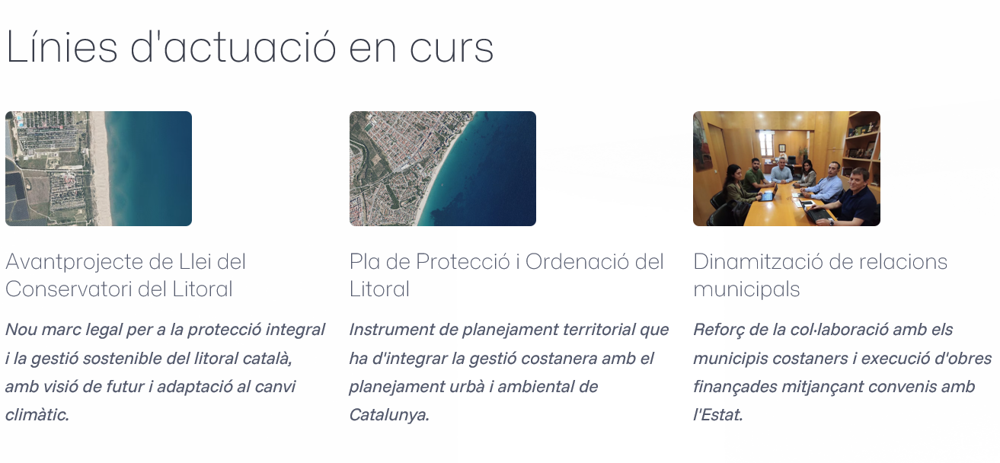 Línies d'actuació en curs
Avantprojecte de Llei del
Conservatori del Litoral
Nou marc legal per a la protecció integral
i la gestió sostenible del litoral català,
amb visió de futur i adaptació al canvi
climàtic.
Pla de Protecció i Ordenació del
Litoral
Instrument de planejament territorial que
ha d'integrar la gestió costanera amb el
planejament urbà i ambiental de
Catalunya.
Dinamització de relacions
municipals
Reforç de la col·laboració amb els
municipis costaners i execució d'obres
finançades mitjançant convenis amb
l'Estat.